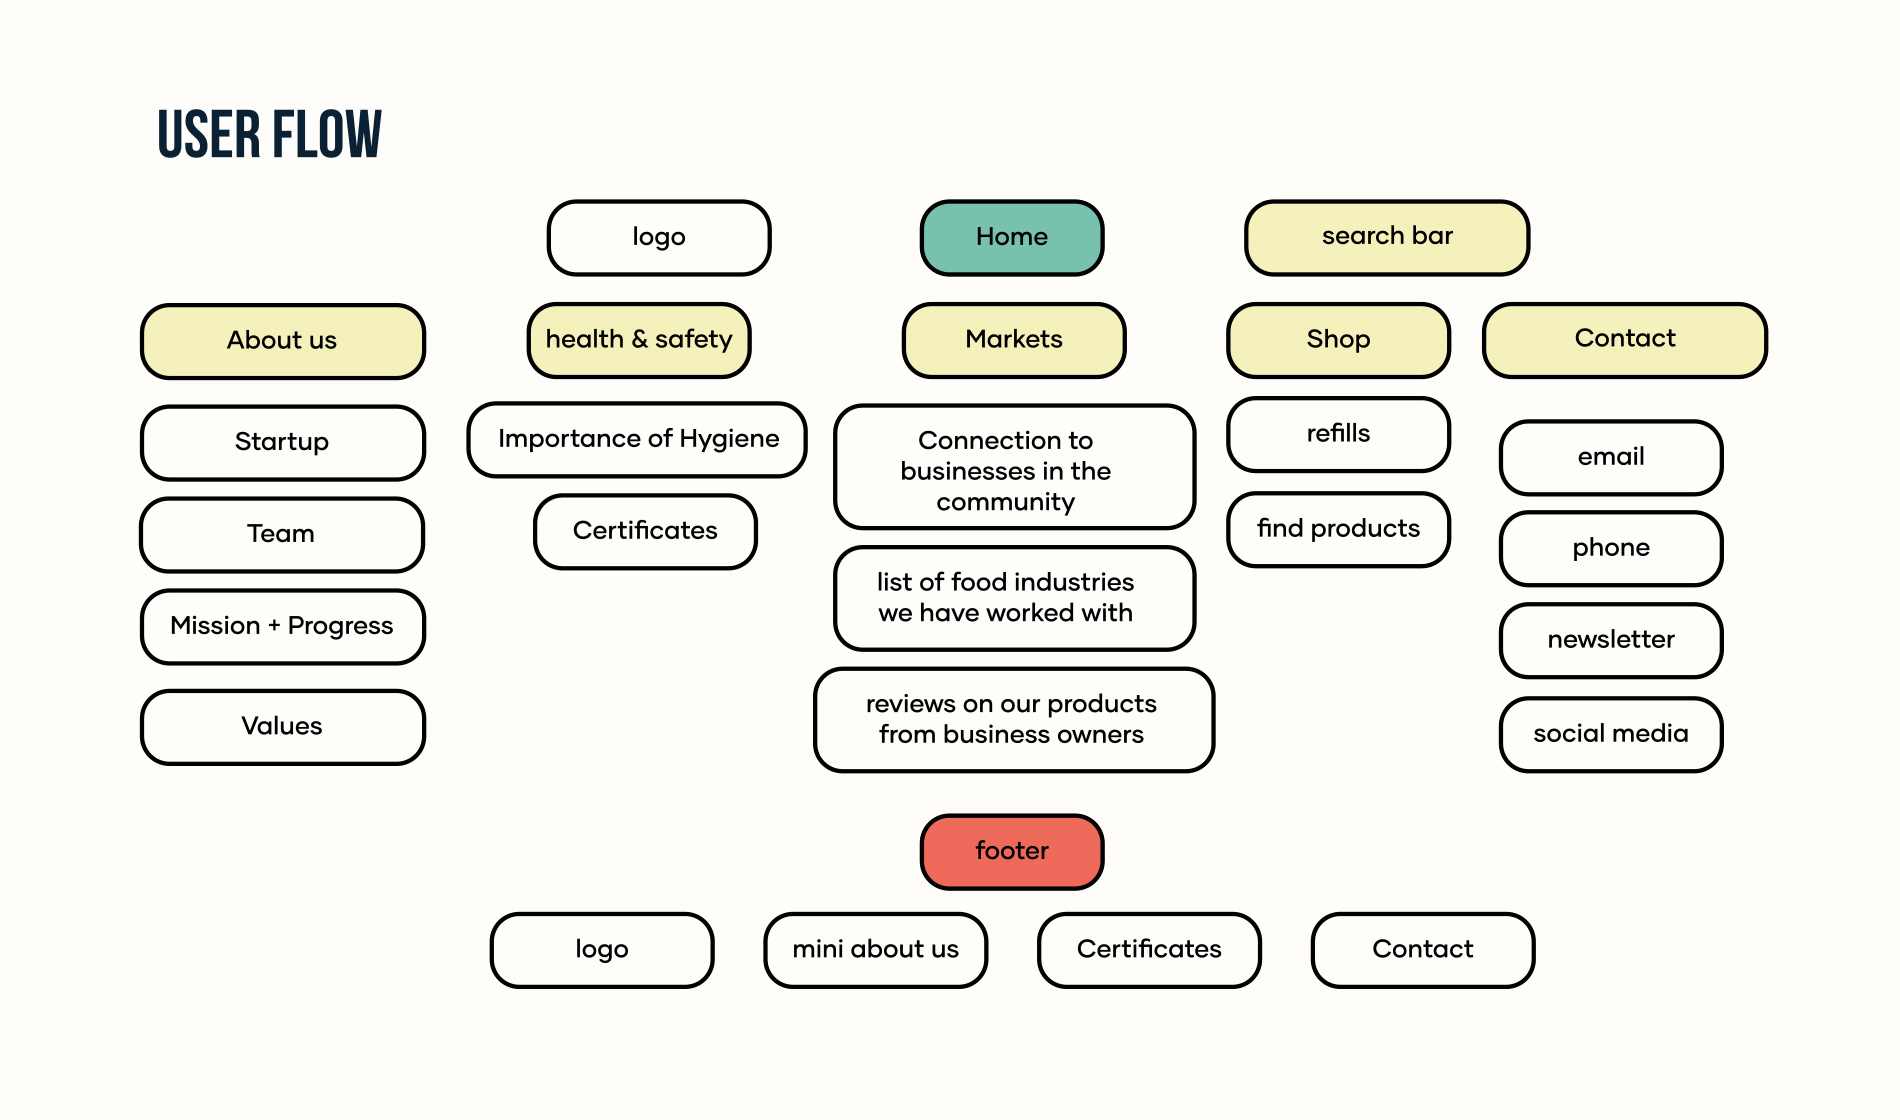 USER FLOW
logo
Home
search bar
About us
health & safety
Markets
Shop
Contact
Startup
Team
Mission + Progress
Values
Importance of Hygiene
Certificates
Connection to
businesses in the
community
list of food industries
we have worked with
reviews on our products
from business owners
refills
find products
email
phone
newsletter
social media
footer
logo
mini about us
Certificates
Contact